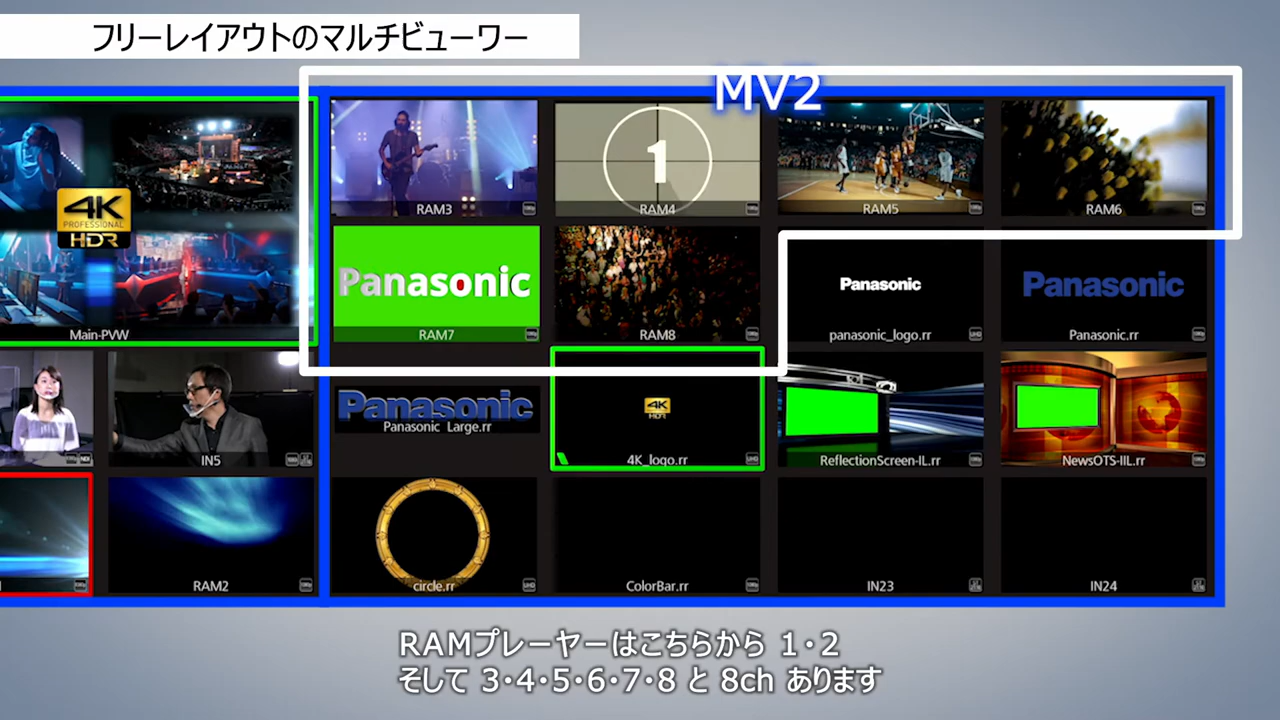 フリーレイアウトのマルチビューワー
MV2
RAM3
1
RAM4
RAM5
RAM6
4K
PROFESSIONAL
HDR
Main-PVW
Panasonic
RAM7
RAM8
Panasonic
panasonic_logo.rr
Panasonic
Panasonic.rr
IN5
Panasonic
Panasonic_Large.rr
4K
HDR
4K_logo.rr
ReflectionScreen-IL.rr
NewsOTS-IIL.rr
RAM2
circle.rr
ColorBar.rr
IN23
IN24
RAMプレーヤーはこちらから 1・2
そして 3・4・5・6・7・8 と 8ch あります